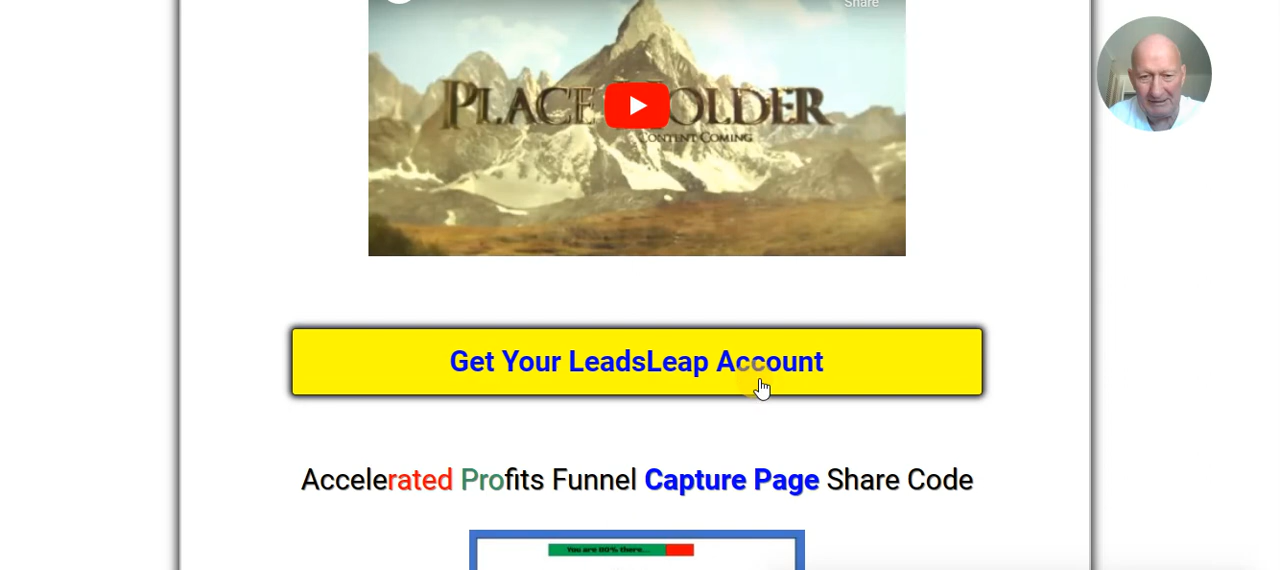 Share
PLACEHOLDER
CONTENT COMING
Get Your LeadsLeap Account
Accelerated Profits Funnel Capture Page Share Code
You are 80% there...